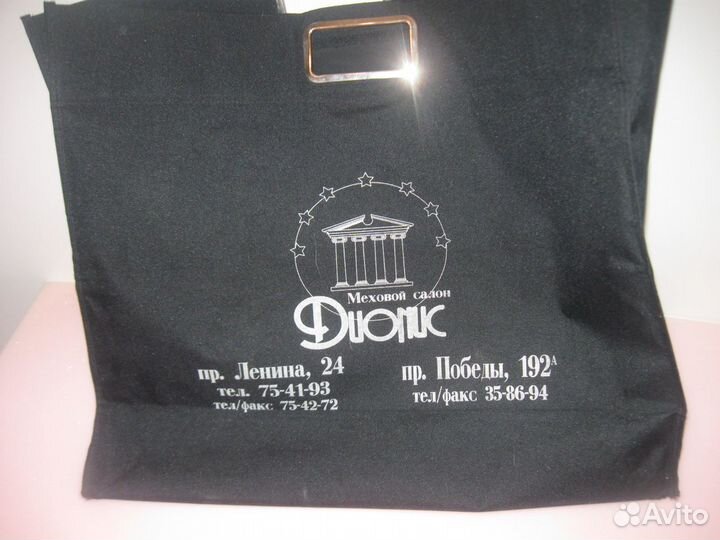 Меховой салон
Дионис
пр. Ленина, 24
тел. 75-41-93
тел/факс 75-42-72
пр. Победы, 192А
тел/факс 35-86-94
Avito